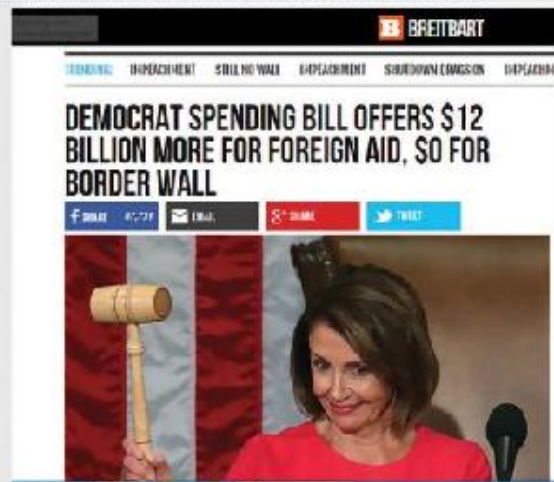 B BREITBART
TRENDING IMPEACHMENT STILL NO WALL IMPEACHMENT SHUTDOWN DRAGS ON
DEMOCRAT SPENDING BILL OFFERS $12
BILLION MORE FOR FOREIGN AID, $0 FOR
BORDER WALL
f SHARE EMAIL g+ SHARE TWEET